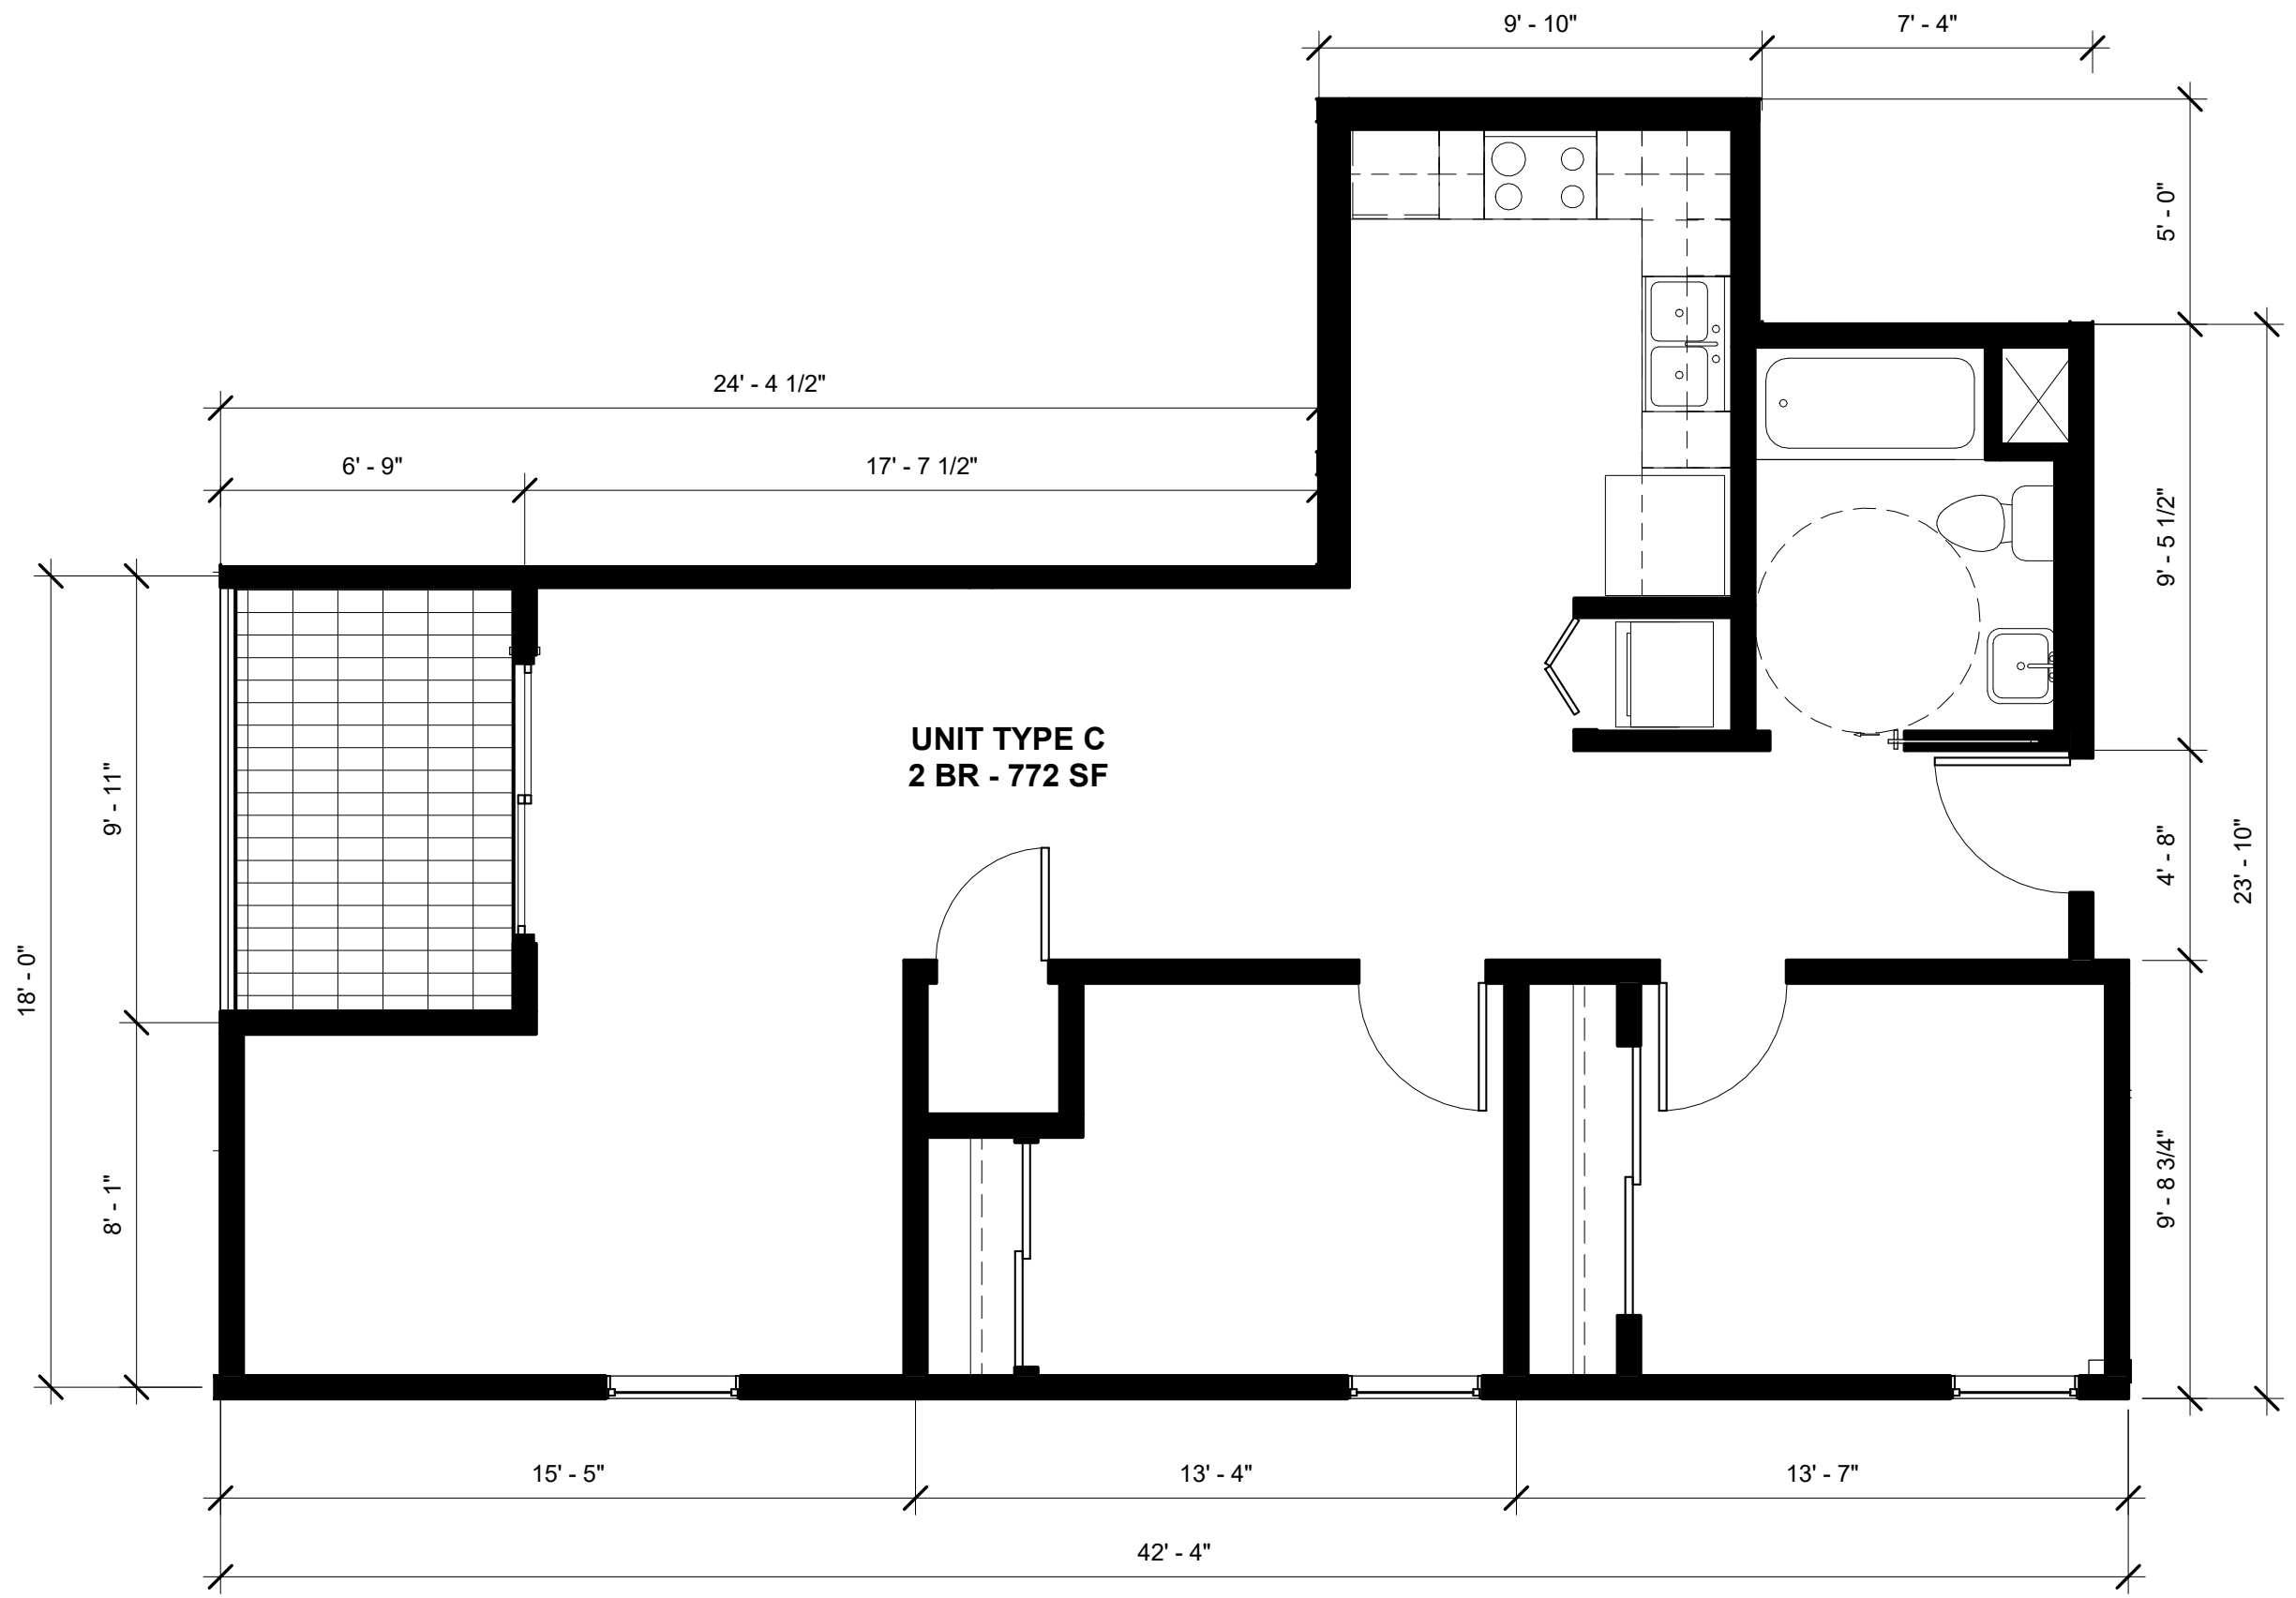 9' - 10"
7' - 4"
5' - 0"
24' - 4 1/2"
6' - 9"
17' - 7 1/2"
9' - 5 1/2"
UNIT TYPE C
2 BR - 772 SF
9' - 11"
4' - 8"
23' - 10"
18' - 0"
8' - 1"
9' - 8 3/4"
15' - 5"
13' - 4"
13' - 7"
42' - 4"